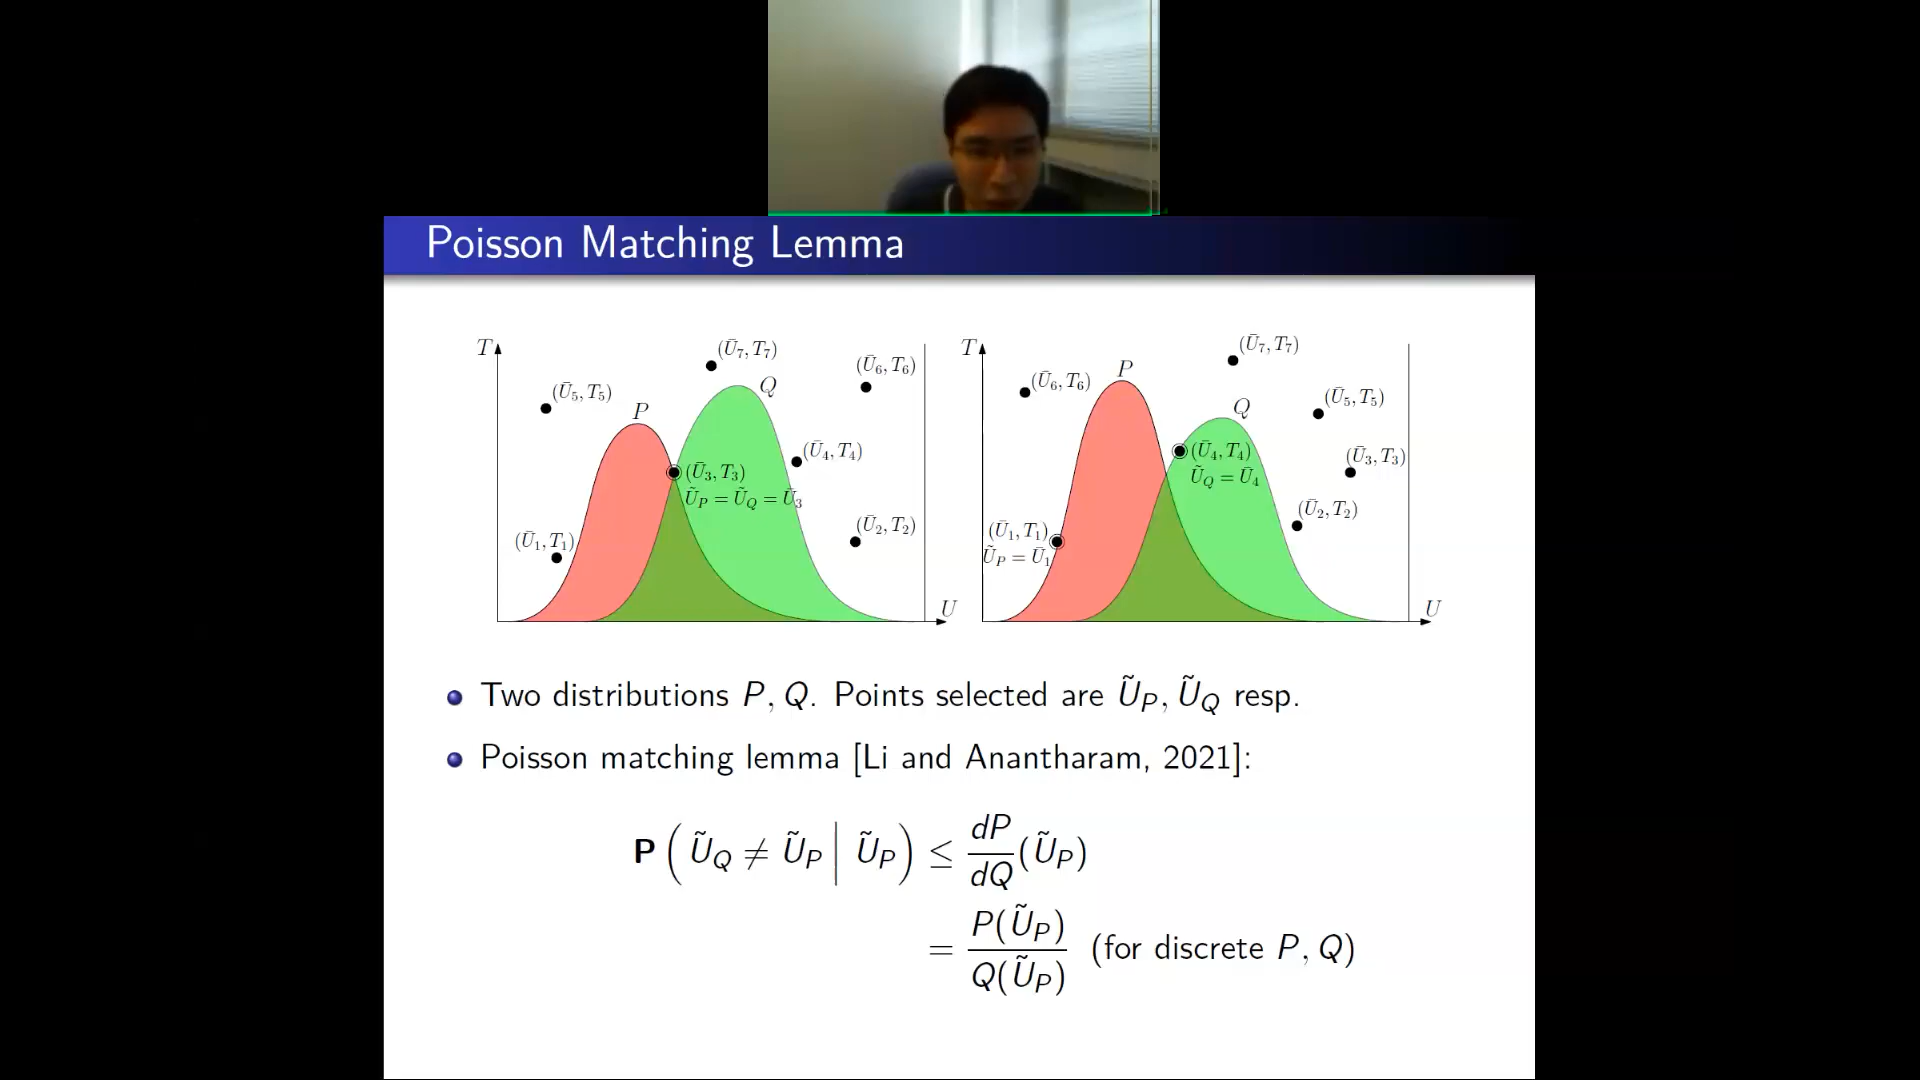 Poisson Matching Lemma
T
(Ū₇, T₇)
(Ū₆, T₆)
Q
(Ū₅, T₅)
P
(Ū₄, T₄)
(Ū₃, T₃)
Ũ_P = Ũ_Q = Ū₃
(Ū₂, T₂)
(Ū₁, T₁)
U
T
(Ū₇, T₇)
P
(Ū₆, T₆)
(Ū₅, T₅)
Q
(Ū₄, T₄)
(Ū₃, T₃)
Ũ_Q = Ū₄
(Ū₂, T₂)
(Ū₁, T₁)
Ũ_P = Ū₁
U
Two distributions P, Q. Points selected are Ũ_P, Ũ_Q resp.
Poisson matching lemma [Li and Anantharam, 2021]:
P(Ũ_Q ≠ Ũ_P | Ũ_P) ≤ dP/dQ (Ũ_P)
= P(Ũ_P)/Q(Ũ_P) (for discrete P, Q)